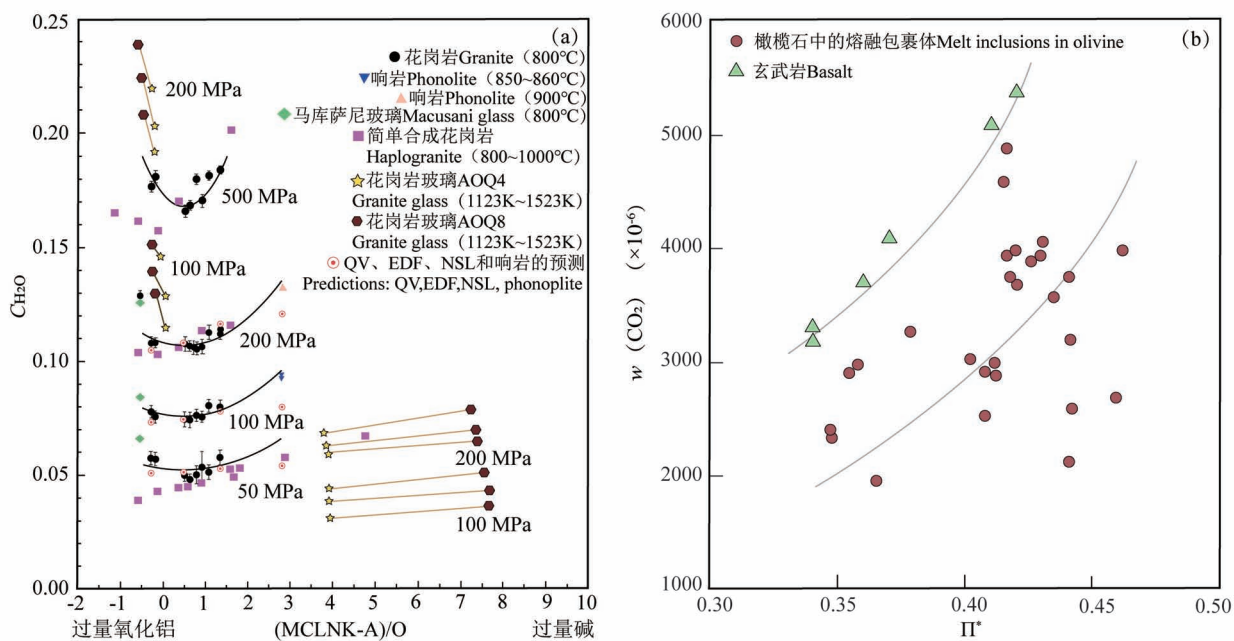 (a)
0.25
0.20
0.15
0.10
0.05
0.00
C_H₂O
花岗岩Granite（800℃）
响岩Phonolite（850~860℃）
响岩Phonolite（900℃）
马库萨尼玻璃Macusani glass（800℃）
简单合成花岗岩
Haplogranite（800~1000℃）
花岗岩玻璃AOQ4
Granite glass（1123K~1523K）
花岗岩玻璃AOQ8
Granite glass（1123K~1523K）
QV、EDF、NSL和响岩的预测
Predictions: QV,EDF,NSL, phonoplite
200 MPa
500 MPa
100 MPa
200 MPa
100 MPa
50 MPa
200 MPa
100 MPa
-2 -1 0 1 2 3 4 5 6 7 8 9 10
过量氧化铝 (MCLNK-A)/O 过量碱
(b)
6000
5000
4000
3000
2000
1000
w（CO₂）（×10⁻⁶）
橄榄石中的熔融包裹体Melt inclusions in olivine
玄武岩Basalt
0.30 0.35 0.40 0.45 0.50
Π*